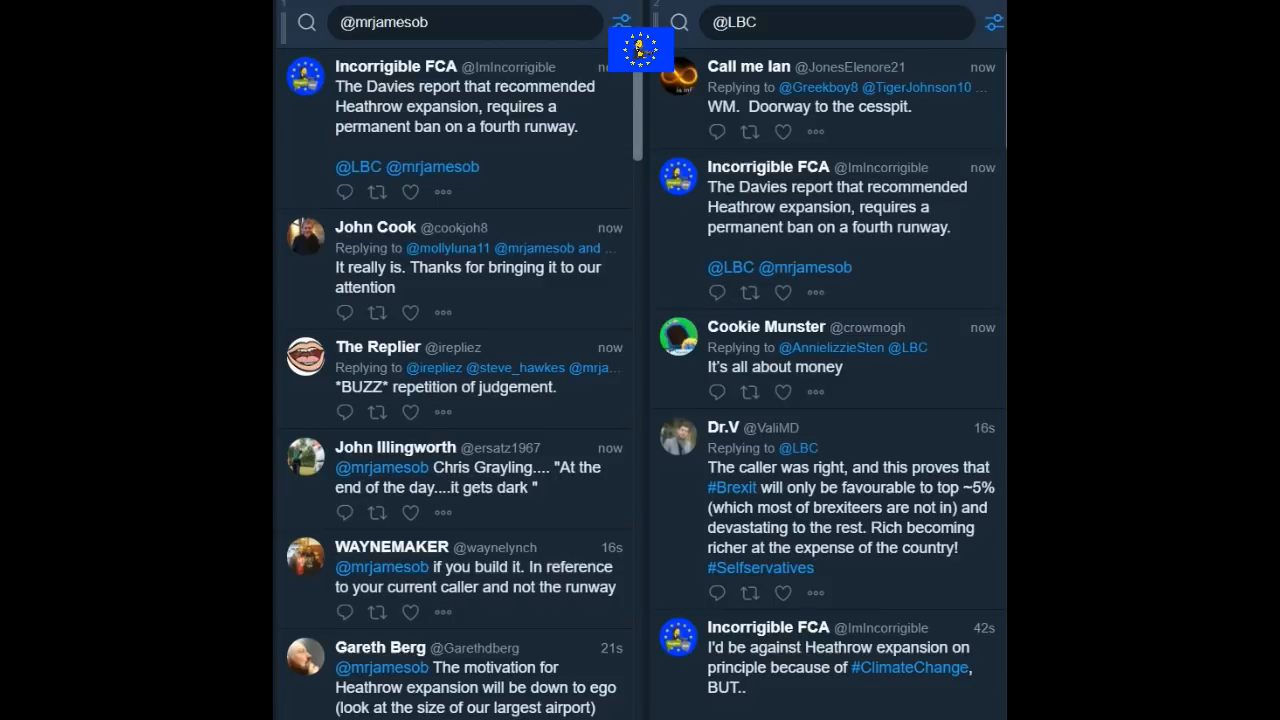 1
@mrjamesob
Incorrigible FCA @ImIncorrigible
The Davies report that recommended
Heathrow expansion, requires a
permanent ban on a fourth runway.
@LBC @mrjamesob
John Cook @cookjoh8 now
Replying to @mollyluna11 @mrjamesob and ...
It really is. Thanks for bringing it to our
attention
The Replier @irepliez now
Replying to @irepliez @steve_hawkes @mrja...
*BUZZ* repetition of judgement.
John Illingworth @ersatz1967 now
@mrjamesob Chris Grayling.... "At the
end of the day....it gets dark "
WAYNEMAKER @waynelynch 16s
@mrjamesob if you build it. In reference
to your current caller and not the runway
Gareth Berg @Garethdberg 21s
@mrjamesob The motivation for
Heathrow expansion will be down to ego
(look at the size of our largest airport)
2
@LBC
Call me Ian @JonesElenore21 now
Replying to @Greekboy8 @TigerJohnson10 ...
WM. Doorway to the cesspit.
Incorrigible FCA @ImIncorrigible now
The Davies report that recommended
Heathrow expansion, requires a
permanent ban on a fourth runway.
@LBC @mrjamesob
Cookie Munster @crowmogh now
Replying to @AnnielizzieSten @LBC
It's all about money
Dr.V @ValiMD 16s
Replying to @LBC
The caller was right, and this proves that
#Brexit will only be favourable to top ~5%
(which most of brexiteers are not in) and
devastating to the rest. Rich becoming
richer at the expense of the country!
#Selfservatives
Incorrigible FCA @ImIncorrigible 42s
I'd be against Heathrow expansion on
principle because of #ClimateChange,
BUT..